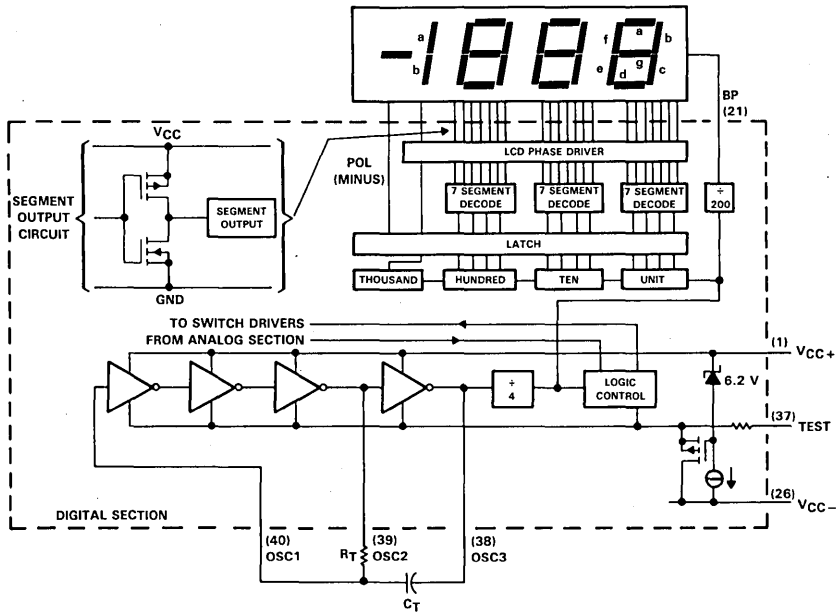 a
b
f
a
b
g
e
d
c
BP
(21)
VCC
POL
(MINUS)
LCD PHASE DRIVER
SEGMENT
OUTPUT
CIRCUIT
SEGMENT
OUTPUT
7 SEGMENT
DECODE
7 SEGMENT
DECODE
7 SEGMENT
DECODE
÷
200
LATCH
THOUSAND
HUNDRED
TEN
UNIT
GND
TO SWITCH DRIVERS
FROM ANALOG SECTION
(1)
VCC+
6.2 V
÷
4
LOGIC
CONTROL
(37)
TEST
(26)
VCC−
DIGITAL SECTION
(40)
OSC1
RT
(39)
OSC2
(38)
OSC3
CT
-1888